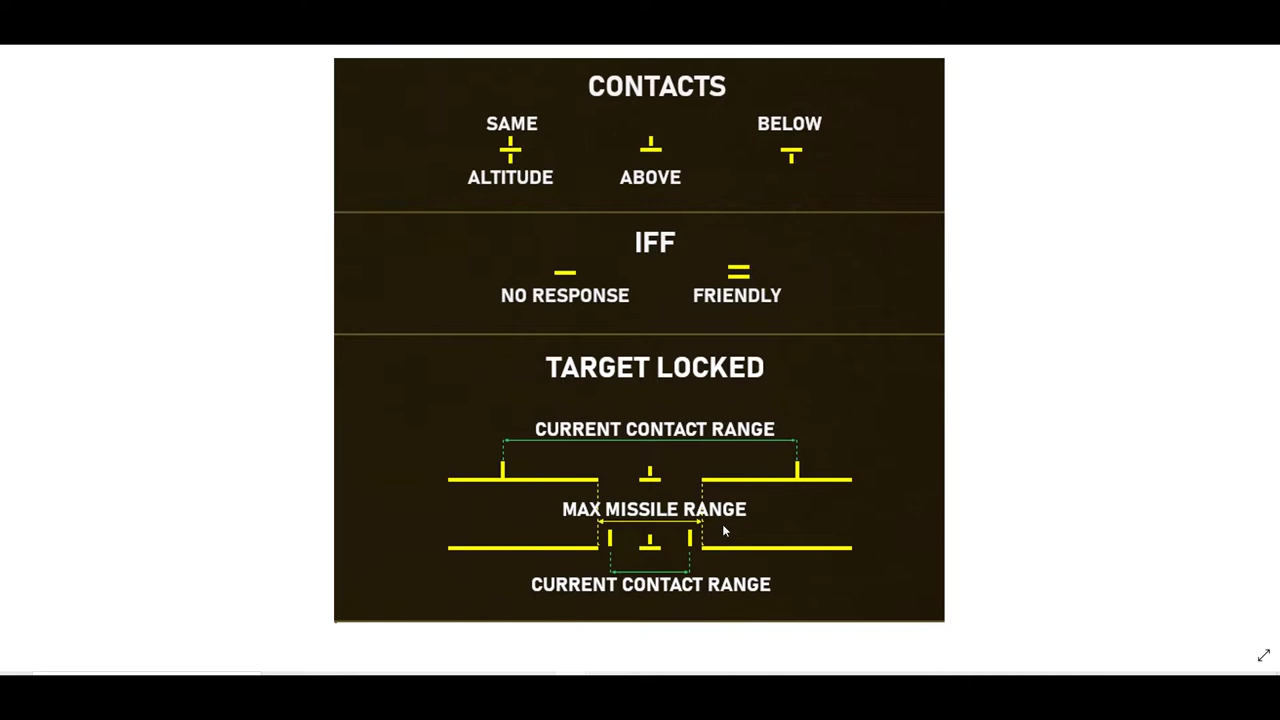 CONTACTS
SAME
BELOW
ALTITUDE
ABOVE
IFF
NO RESPONSE
FRIENDLY
TARGET LOCKED
CURRENT CONTACT RANGE
MAX MISSILE RANGE
CURRENT CONTACT RANGE